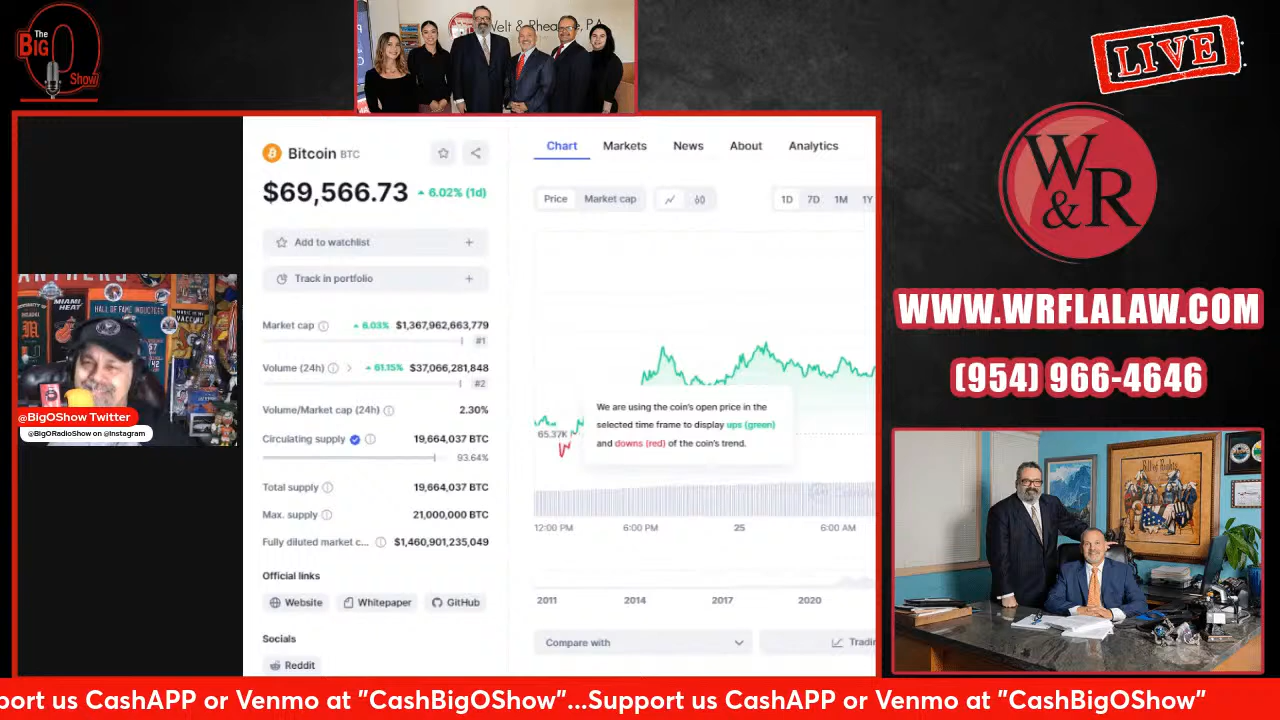 The
BIG
Show
Welt & Rhea
LIVE
W
&R
WWW.WRFLALAW.COM
(954) 966-4646
Bitcoin BTC
$69,566.73 6.02% (1d)
Add to watchlist +
Track in portfolio +
Market cap 6.03% $1,367,962,663,779
#1
Volume (24h) 61.15% $37,066,281,848
#2
Volume/Market cap (24h) 2.30%
Circulating supply 19,664,037 BTC
93.64%
Total supply 19,664,037 BTC
Max. supply 21,000,000 BTC
Fully diluted market c... $1,460,901,235,049
Official links
Website Whitepaper GitHub
Socials
Reddit
Chart Markets News About Analytics
Price Market cap 1D 7D 1M 1Y
We are using the coin's open price in the
selected time frame to display ups (green)
and downs (red) of the coin's trend.
65.37K
12:00 PM 6:00 PM 25 6:00 AM
2011 2014 2017 2020
Compare with Tradin
MIAMI HEAT
HALL OF FAME INDUCTEES
@BigOShow Twitter
@BigORadioShow on @Instagram
port us CashAPP or Venmo at "CashBigOShow"...Support us CashAPP or Venmo at "CashBigOShow"